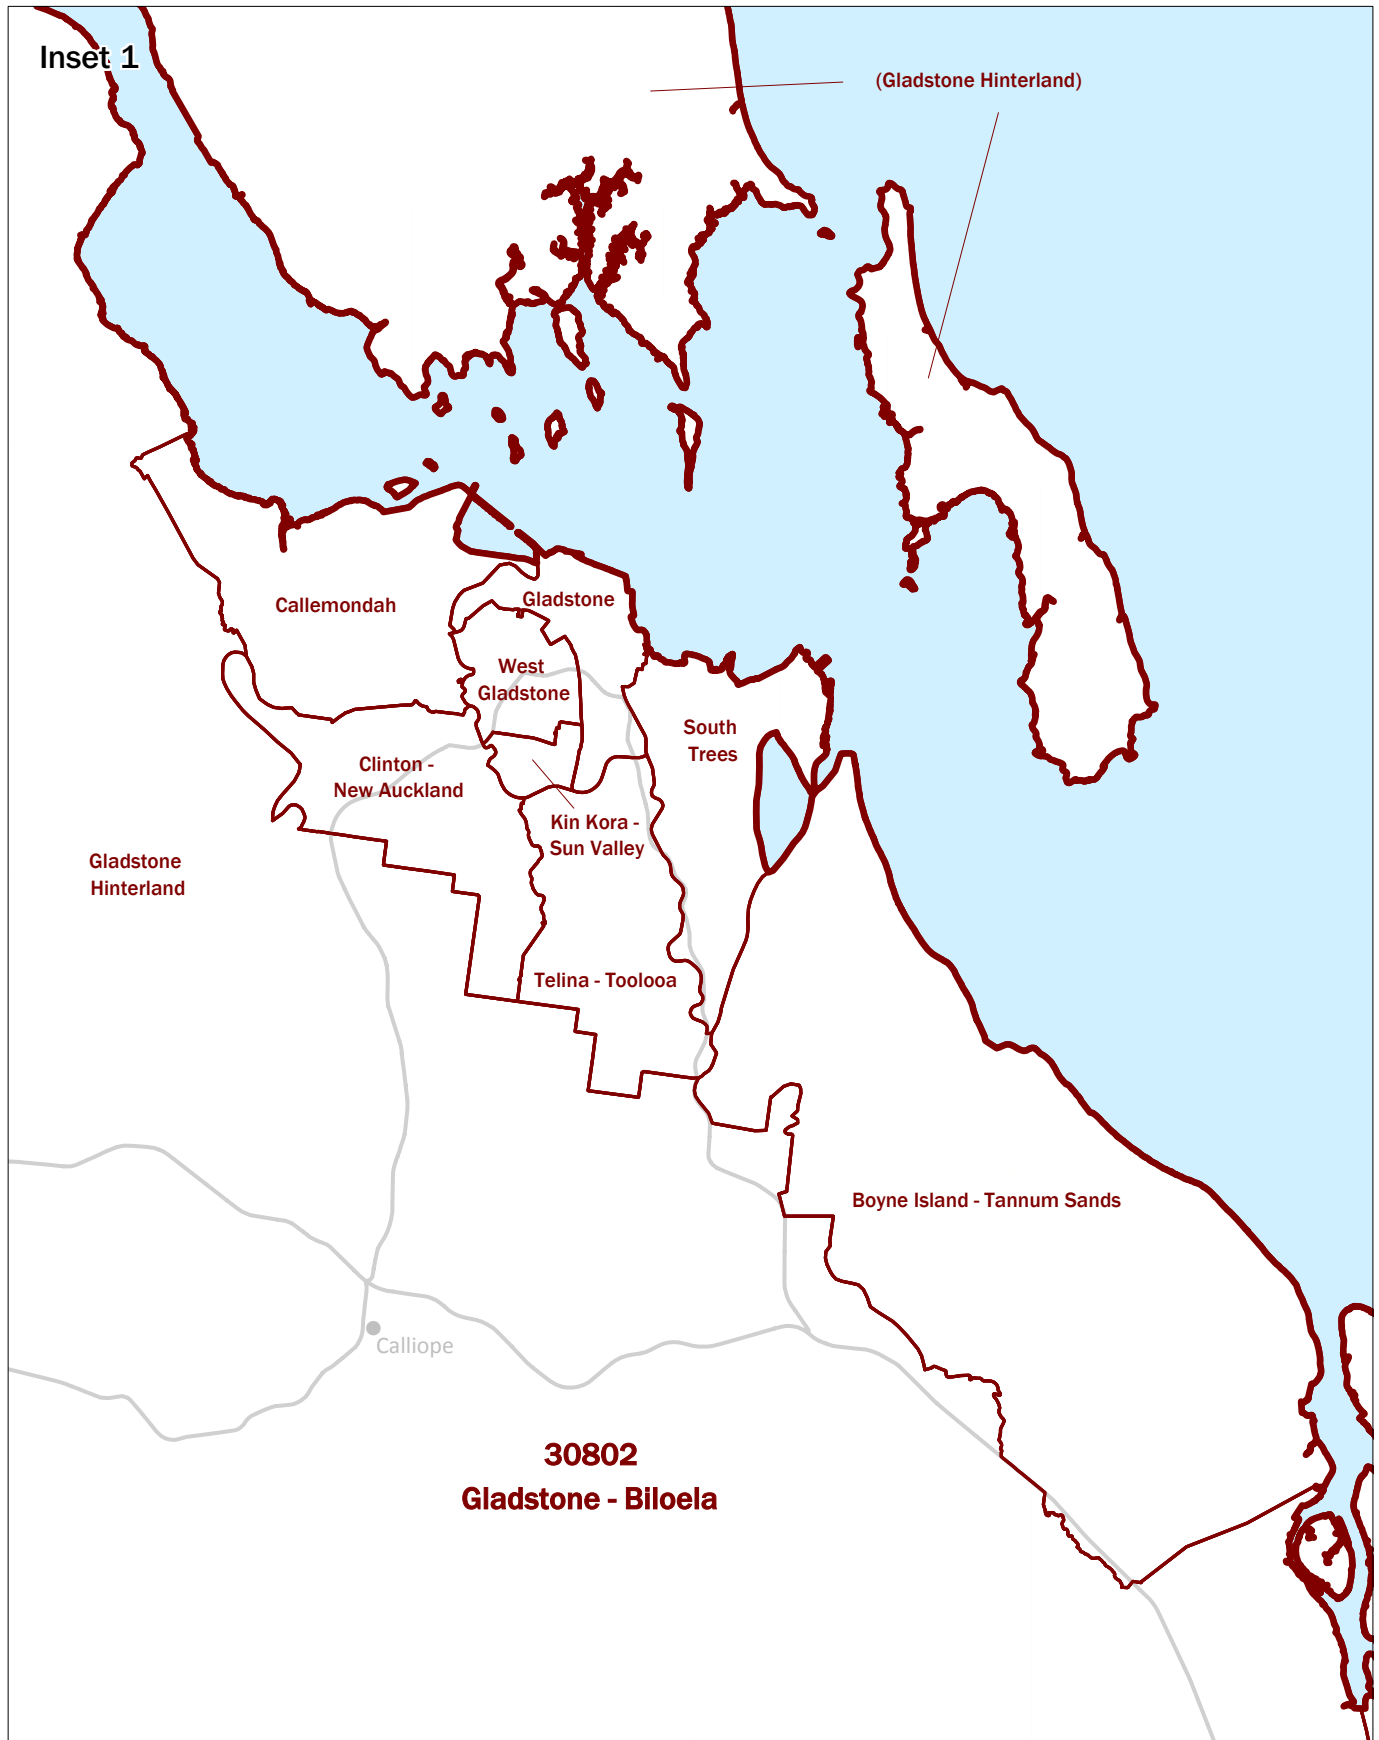 Inset 1
(Gladstone Hinterland)
Callemondah
Gladstone
West
Gladstone
South
Trees
Clinton -
New Auckland
Kin Kora -
Sun Valley
Gladstone
Hinterland
Telina - Toolooa
Boyne Island - Tannum Sands
Calliope
30802
Gladstone - Biloela